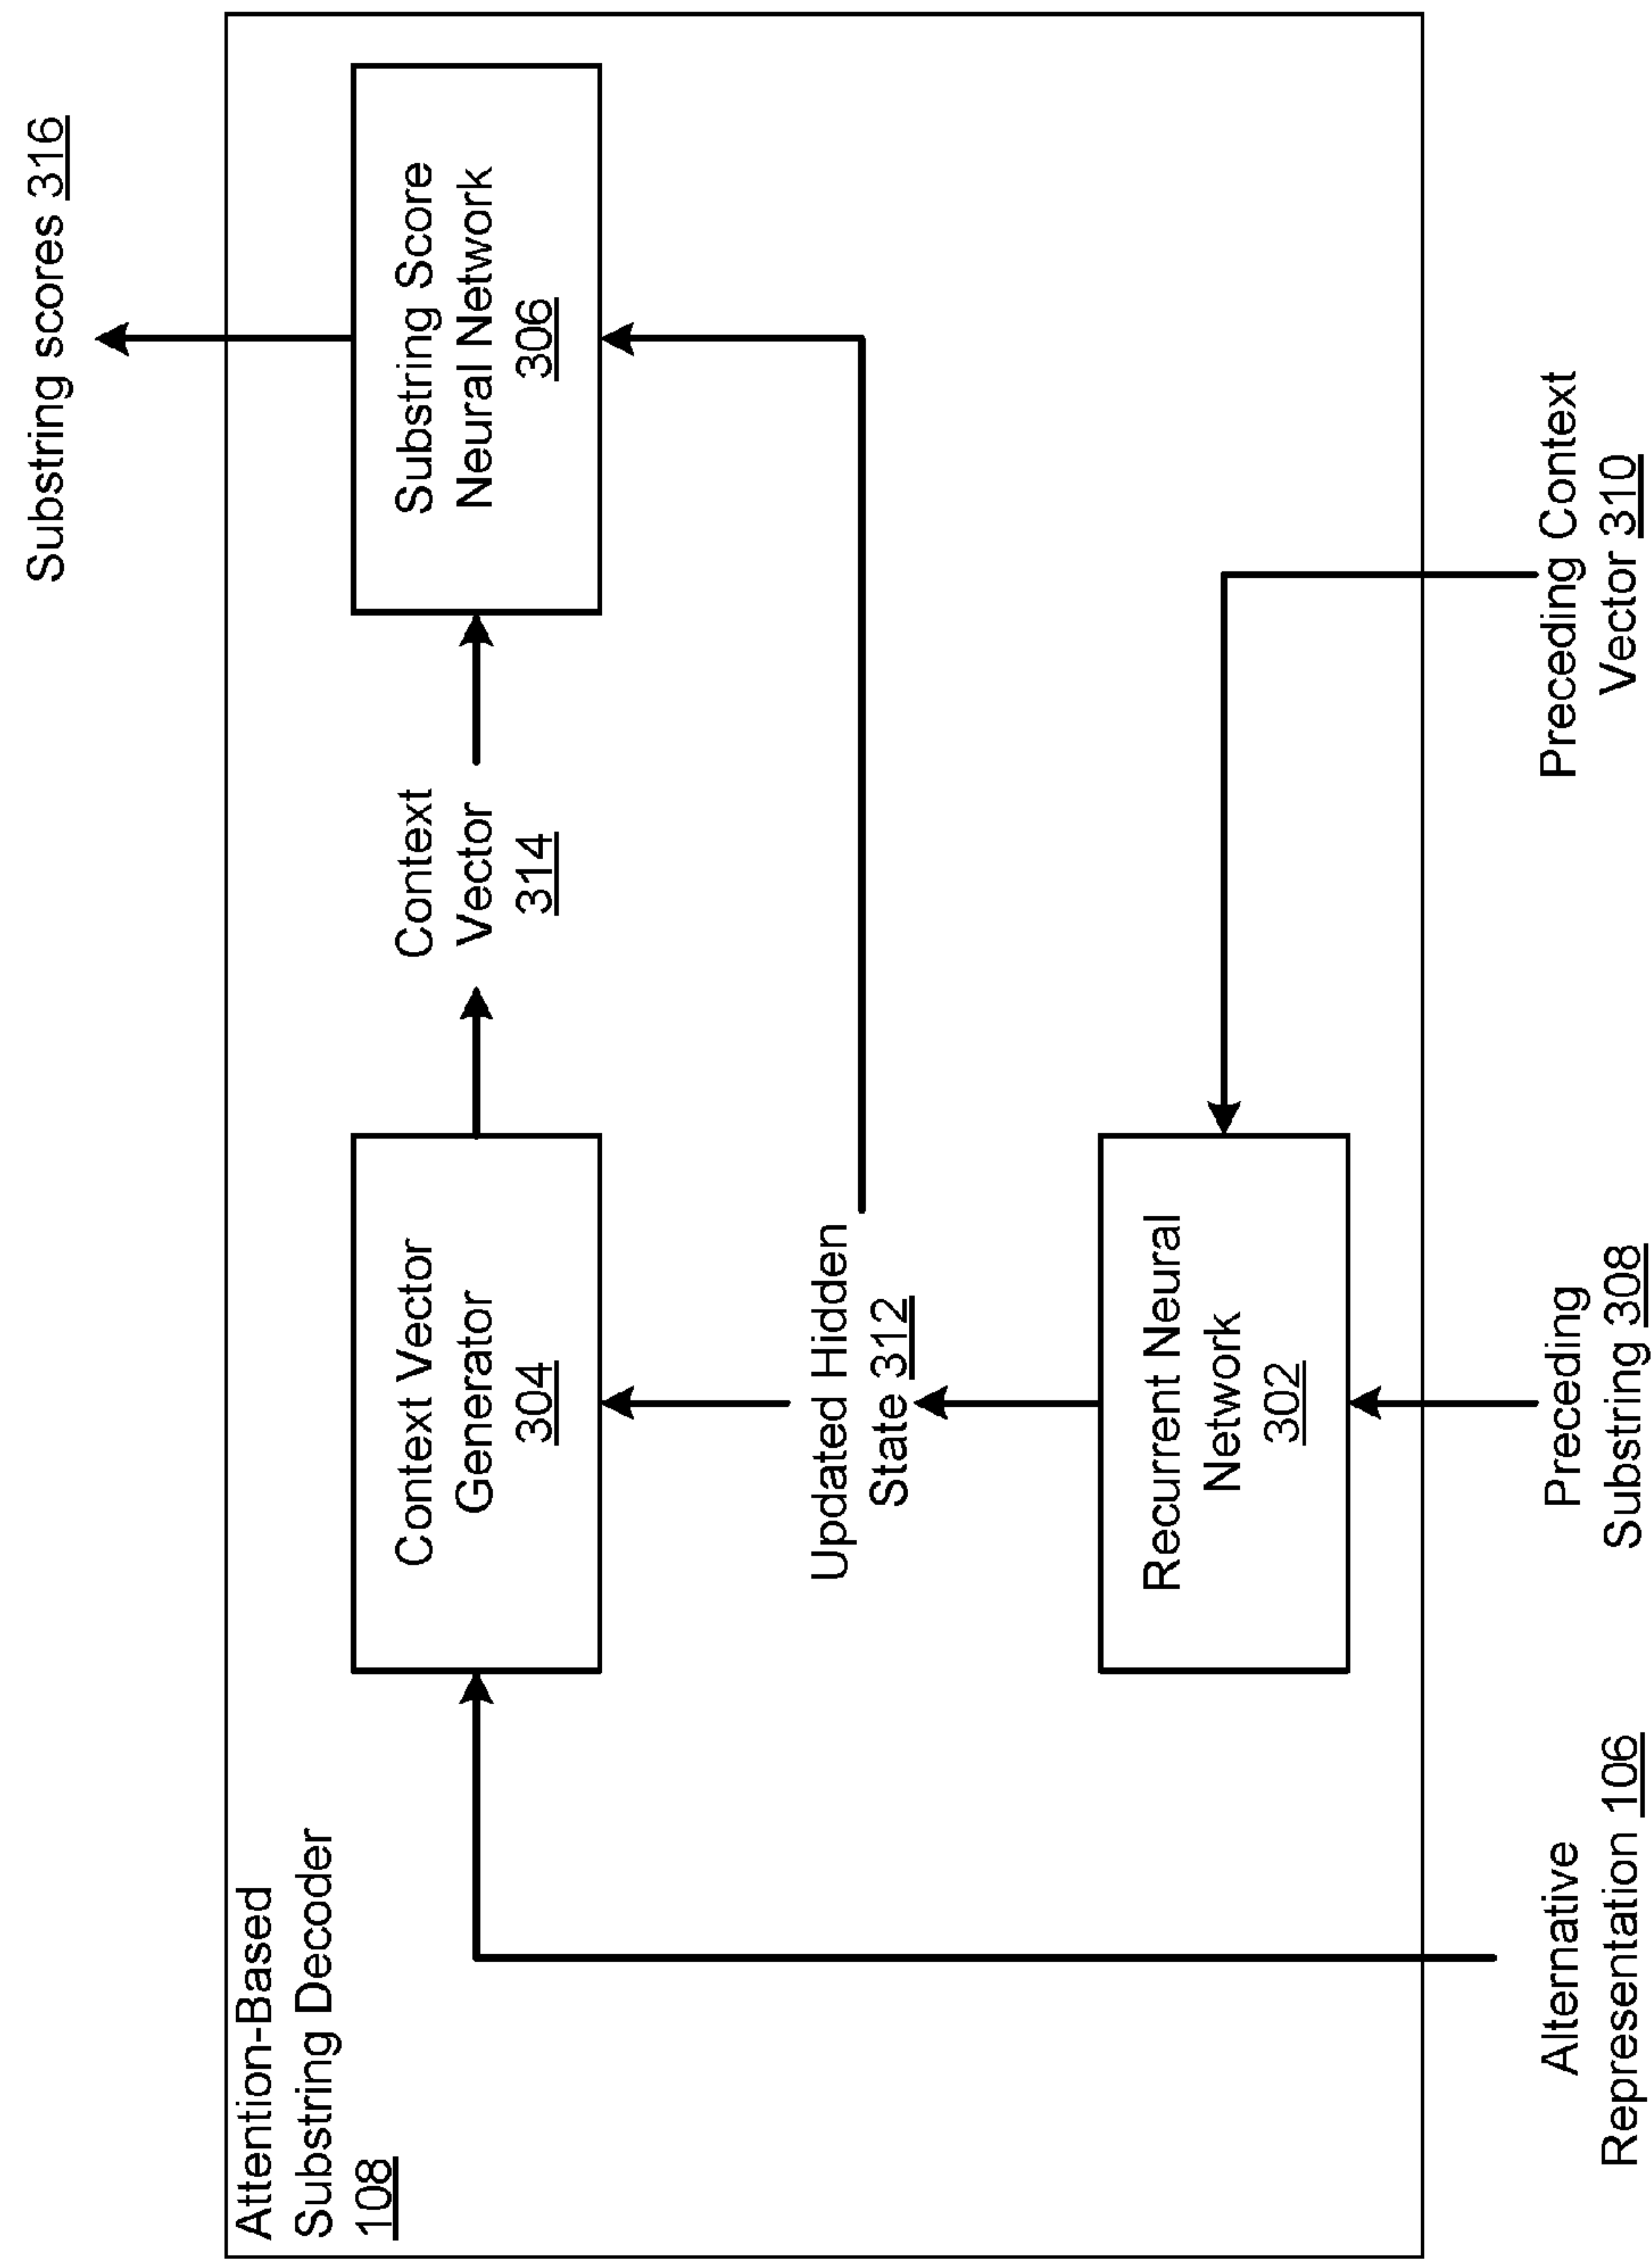 Substring scores 316
Attention-Based
Substring Decoder
108
Context Vector
Generator
304
Context
Vector
314
Substring Score
Neural Network
306
Updated Hidden
State 312
Recurrent Neural
Network
302
Alternative
Representation 106
Preceding
Substring 308
Preceding Context
Vector 310